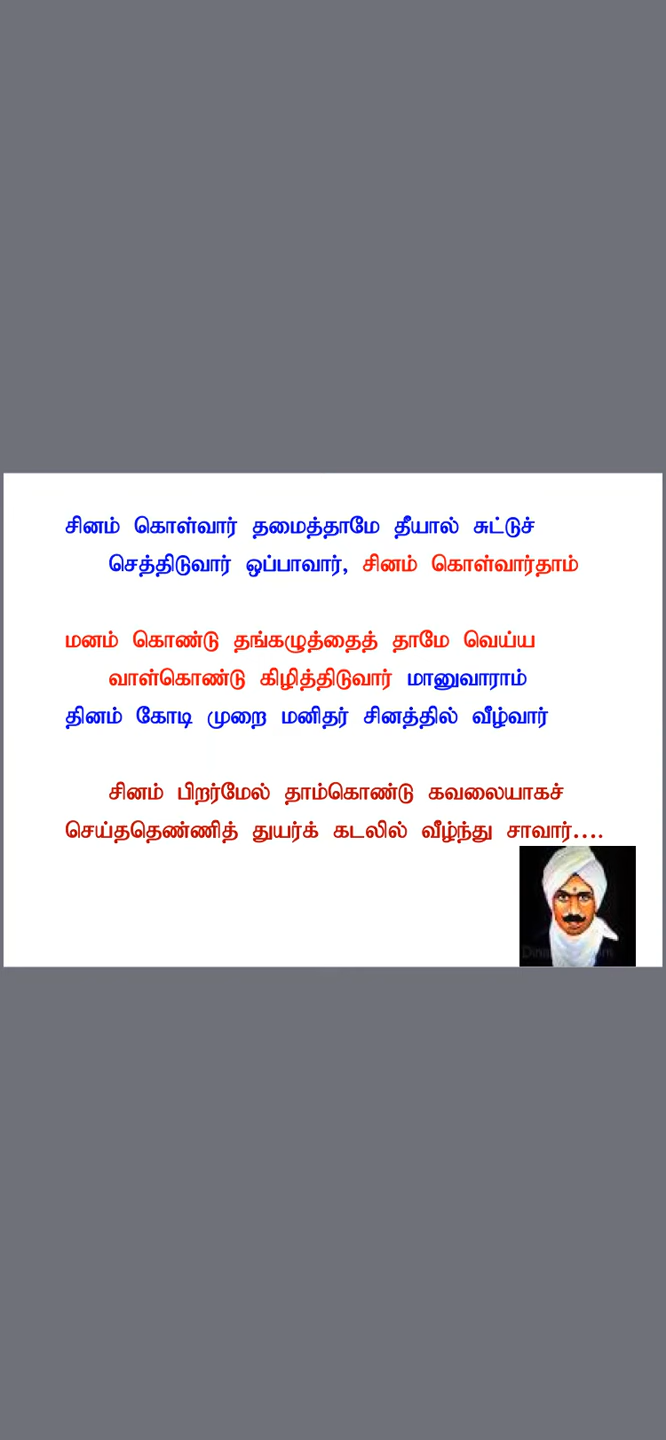 சினம் கொள்வார் தமைத்தாமே தீயால் சுட்டுச்
செத்திடுவார் ஒப்பாவார், சினம் கொள்வார்தாம்
மனம் கொண்டு தங்கழுத்தைத் தாமே வெய்ய
வாள்கொண்டு கிழித்திடுவார் மானுவாராம்
தினம் கோடி முறை மனிதர் சினத்தில் வீழ்வார்
சினம் பிறர்மேல் தாம்கொண்டு கவலையாகச்
செய்ததெண்ணித் துயர்க் கடலில் வீழ்ந்து சாவார்....